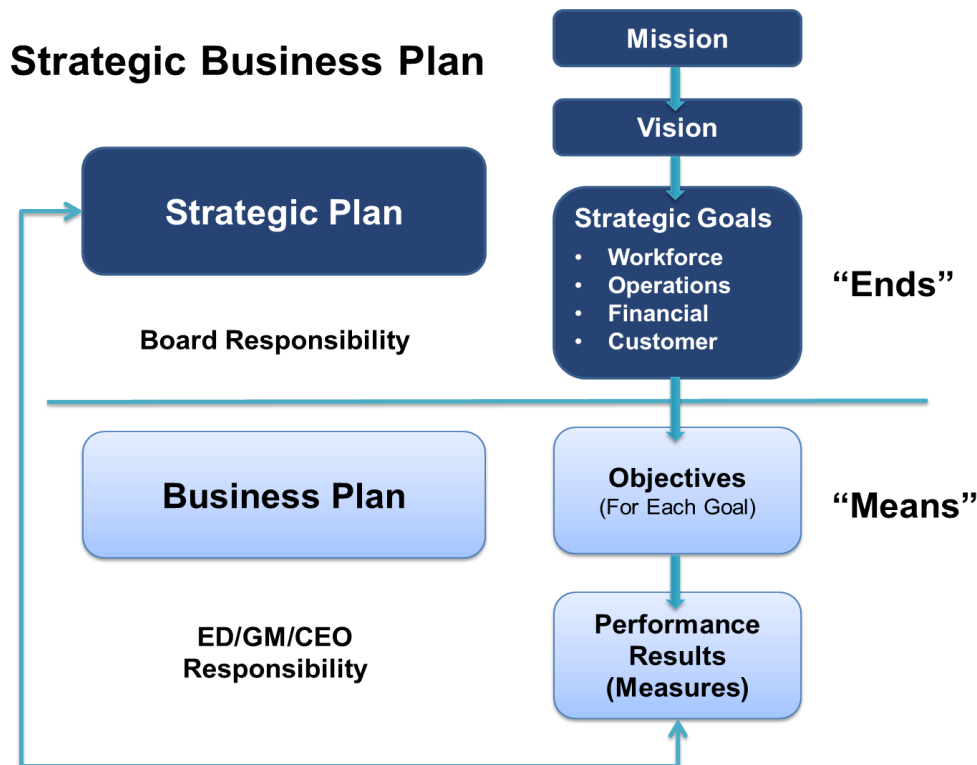 Strategic Business Plan
Mission
Vision
Strategic Plan
Strategic Goals
• Workforce
• Operations
• Financial
• Customer
“Ends”
Board Responsibility
Business Plan
Objectives
(For Each Goal)
“Means”
ED/GM/CEO
Responsibility
Performance
Results
(Measures)